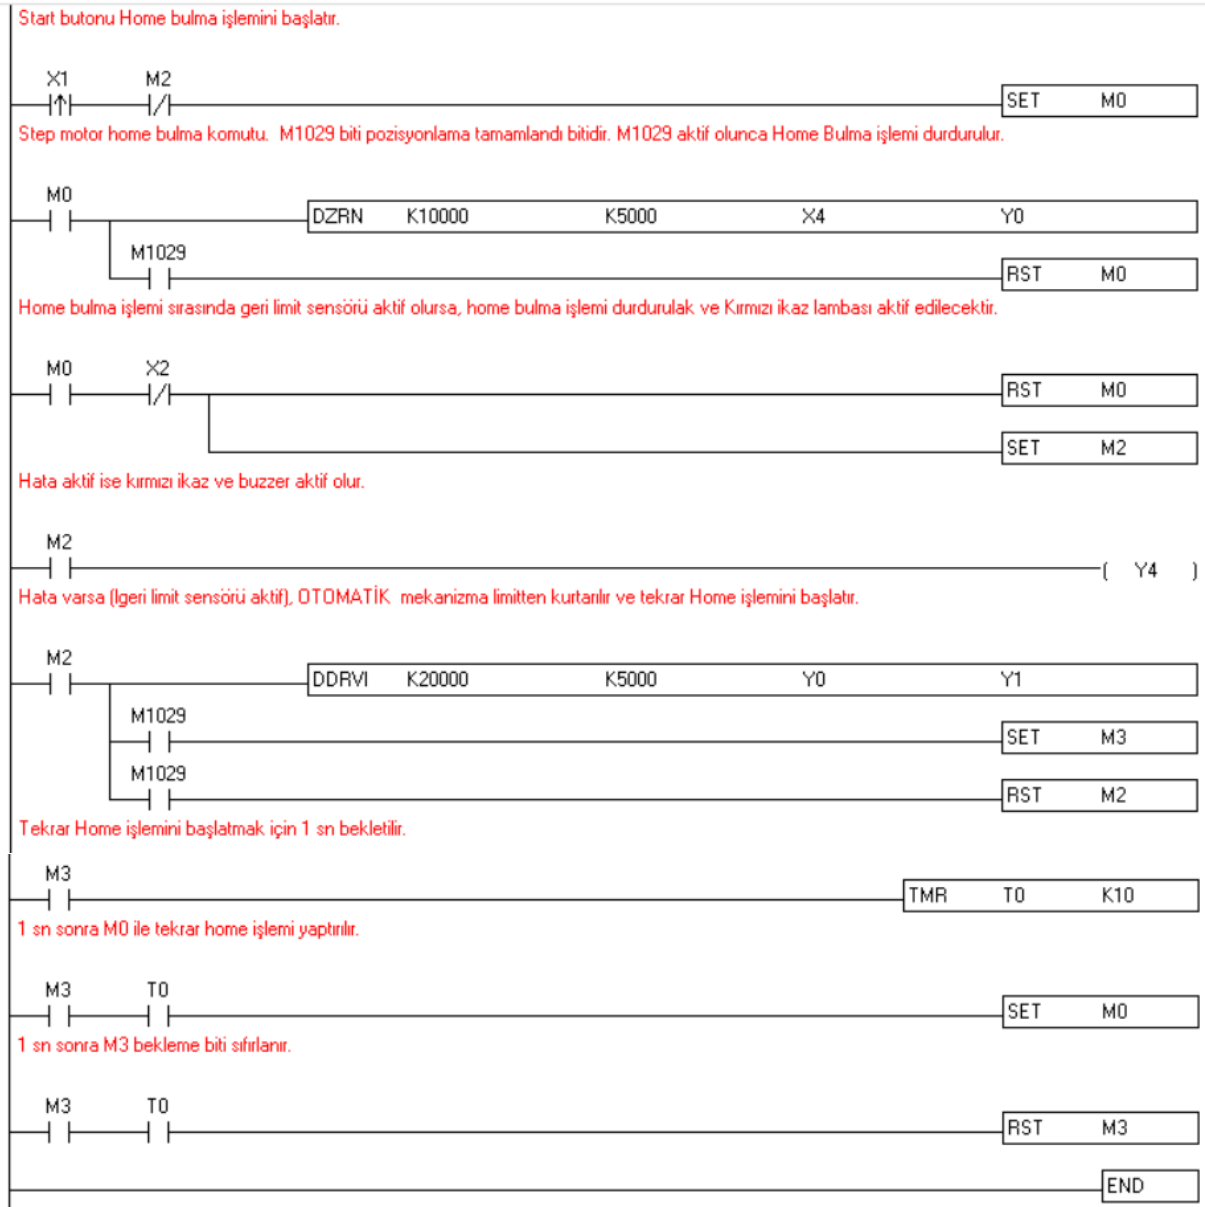 Start butonu Home bulma işlemini başlatır.
X1 M2
SET M0
Step motor home bulma komutu. M1029 biti pozisyonlama tamamlandı bitidir. M1029 aktif olunca Home Bulma işlemi durdurulur.
M0
DZRN K10000 K5000 X4 Y0
M1029
RST M0
Home bulma işlemi sırasında geri limit sensörü aktif olursa, home bulma işlemi durdurulak ve Kırmızı ikaz lambası aktif edilecektir.
M0 X2
RST M0
SET M2
Hata aktif ise kırmızı ikaz ve buzzer aktif olur.
M2
( Y4 )
Hata varsa (Igeri limit sensörü aktif), OTOMATİK mekanizma limitten kurtarılır ve tekrar Home işlemini başlatır.
M2
DDRVI K20000 K5000 Y0 Y1
M1029
SET M3
M1029
RST M2
Tekrar Home işlemini başlatmak için 1 sn bekletilir.
M3
TMR T0 K10
1 sn sonra M0 ile tekrar home işlemi yaptırılır.
M3 T0
SET M0
1 sn sonra M3 bekleme biti sıfırlanır.
M3 T0
RST M3
END